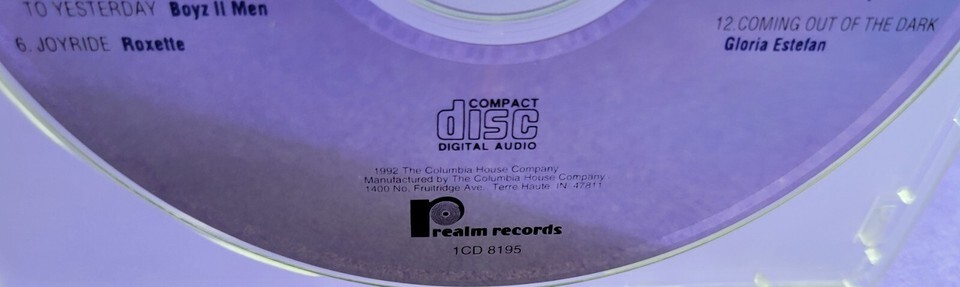 TO YESTERDAY Boyz II Men
6. JOYRIDE Roxette
12. COMING OUT OF THE DARK
Gloria Estefan
COMPACT
disc
DIGITAL AUDIO
1992 The Columbia House Company
Manufactured by The Columbia House Company
1400 No. Fruitridge Ave. Terre Haute IN. 47811
realm records
1CD 8195